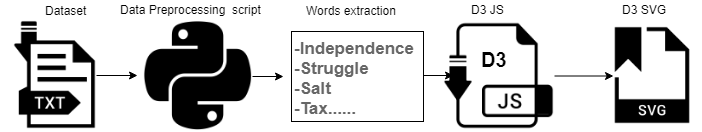 Dataset
Data Preprocessing script
Words extraction
D3 JS
D3 SVG
TXT
-Independence
-Struggle
-Salt
-Tax......
D3
JS
SVG